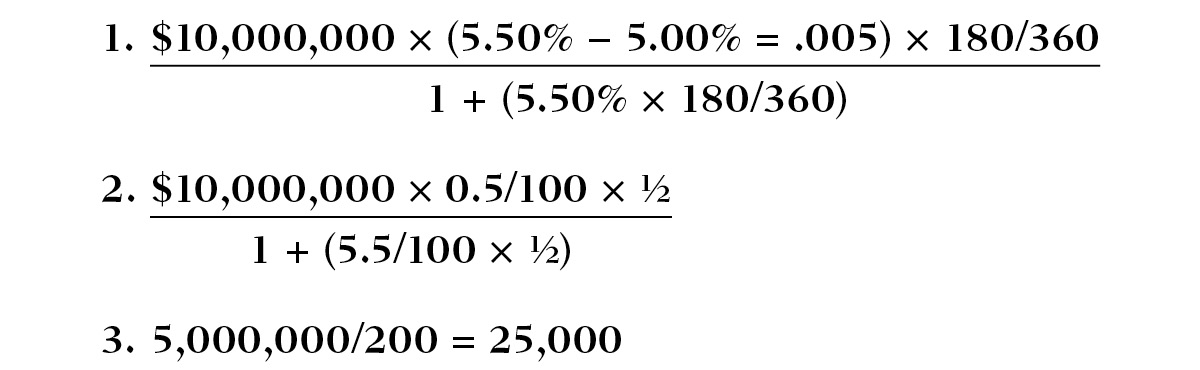 1. $10,000,000 × (5.50% – 5.00% = .005) × 180/360
1 + (5.50% × 180/360)
2. $10,000,000 × 0.5/100 × ½
1 + (5.5/100 × ½)
3. 5,000,000/200 = 25,000